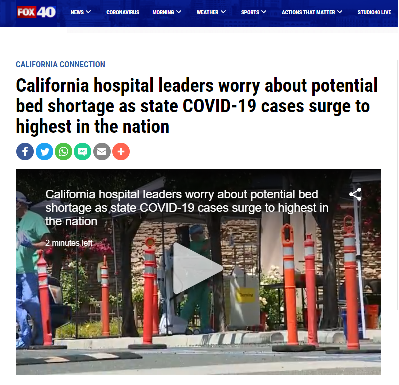 FOX 40 NEWS CORONAVIRUS MORNING WEATHER SPORTS ACTIONS THAT MATTER STUDIO40 LIVE
CALIFORNIA CONNECTION
California hospital leaders worry about potential
bed shortage as state COVID-19 cases surge to
highest in the nation
California hospital leaders worry about potential bed
shortage as state COVID-19 cases surge to highest in
the nation
2 minutes left